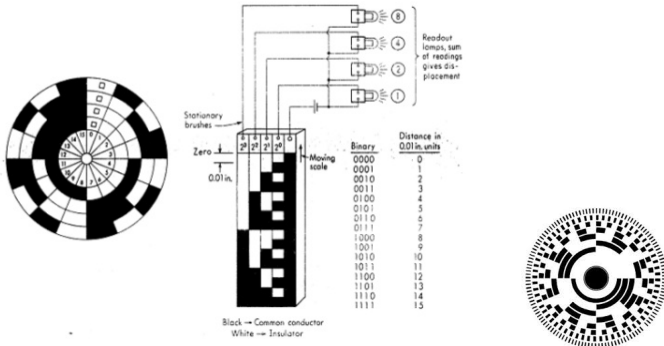 8
4
2
1
Readout
lamps, sum
of readings
gives dis-
placement
Stationary
brushes
2³ 2² 2¹ 2⁰
Zero
0.01 in.
Moving
scale
Binary Distance in
0.01 in. units
0000 0
0001 1
0010 2
0011 3
0100 4
0101 5
0110 6
0111 7
1000 8
1001 9
1010 10
1011 11
1100 12
1101 13
1110 14
1111 15
Black → Common conductor
White → Insulator